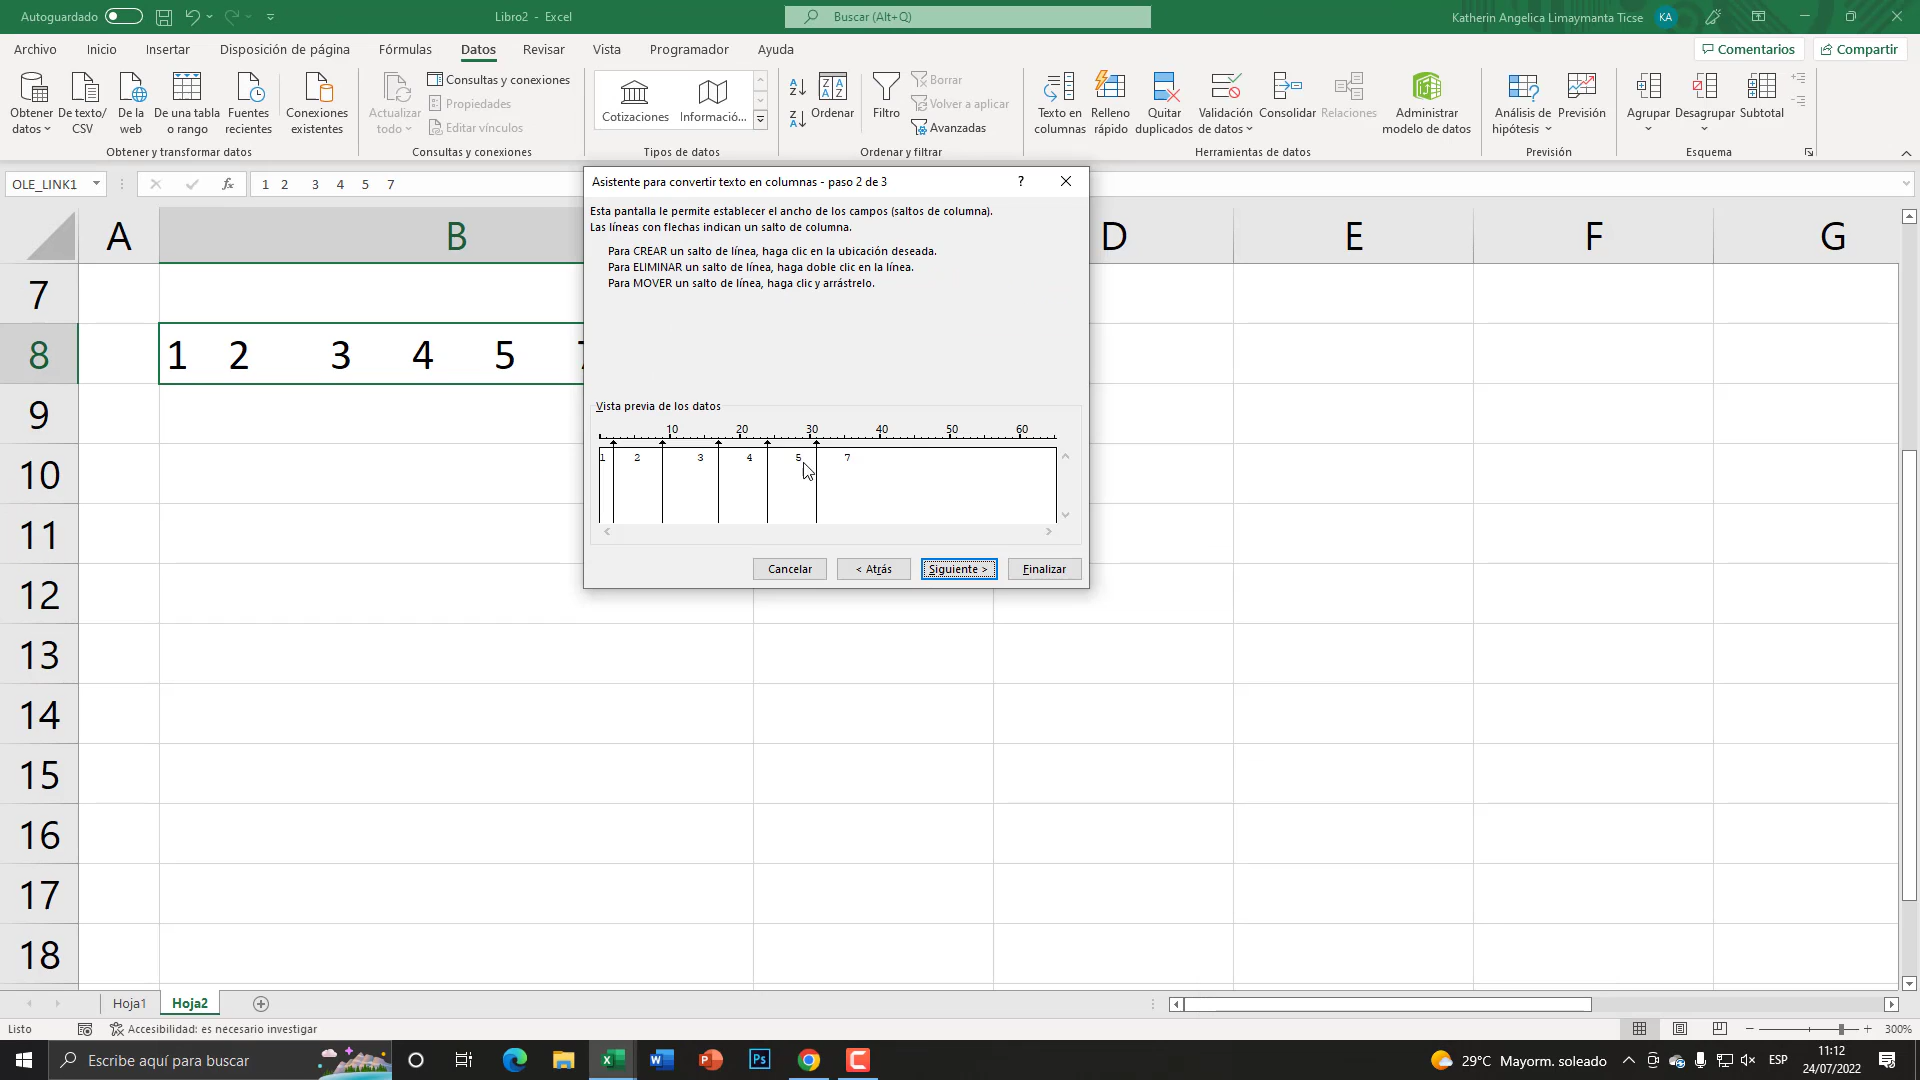 Autoguardado
Libro2 - Excel
Buscar (Alt+Q)
Katherin Angelica Limaymanta Ticse
KA
Archivo
Inicio
Insertar
Disposición de página
Fórmulas
Datos
Revisar
Vista
Programador
Ayuda
Comentarios
Compartir
Obtener datos
De texto/ CSV
De la web
De una tabla o rango
Fuentes recientes
Conexiones existentes
Obtener y transformar datos
Actualizar todo
Consultas y conexiones
Propiedades
Editar vínculos
Consultas y conexiones
Cotizaciones
Informació...
Tipos de datos
Ordenar
Filtro
Borrar
Volver a aplicar
Avanzadas
Ordenar y filtrar
Texto en columnas
Relleno rápido
Quitar duplicados
Validación de datos
Consolidar
Relaciones
Administrar modelo de datos
Herramientas de datos
Análisis de hipótesis
Previsión
Previsión
Agrupar
Desagrupar
Subtotal
Esquema
OLE_LINK1
fx
1 2 3 4 5 7
A B D E F G
7
8
1 2 3 4 5 7
9
10
11
12
13
14
15
16
17
18
Asistente para convertir texto en columnas - paso 2 de 3
?
Esta pantalla le permite establecer el ancho de los campos (saltos de columna).
Las líneas con flechas indican un salto de columna.
Para CREAR un salto de línea, haga clic en la ubicación deseada.
Para ELIMINAR un salto de línea, haga doble clic en la línea.
Para MOVER un salto de línea, haga clic y arrástrelo.
Vista previa de los datos
10 20 30 40 50 60
1 2 3 4 5 7
Cancelar
< Atrás
Siguiente >
Finalizar
Hoja1
Hoja2
Listo
Accesibilidad: es necesario investigar
300%
Escribe aquí para buscar
29°C Mayorm. soleado
ESP
11:12
24/07/2022